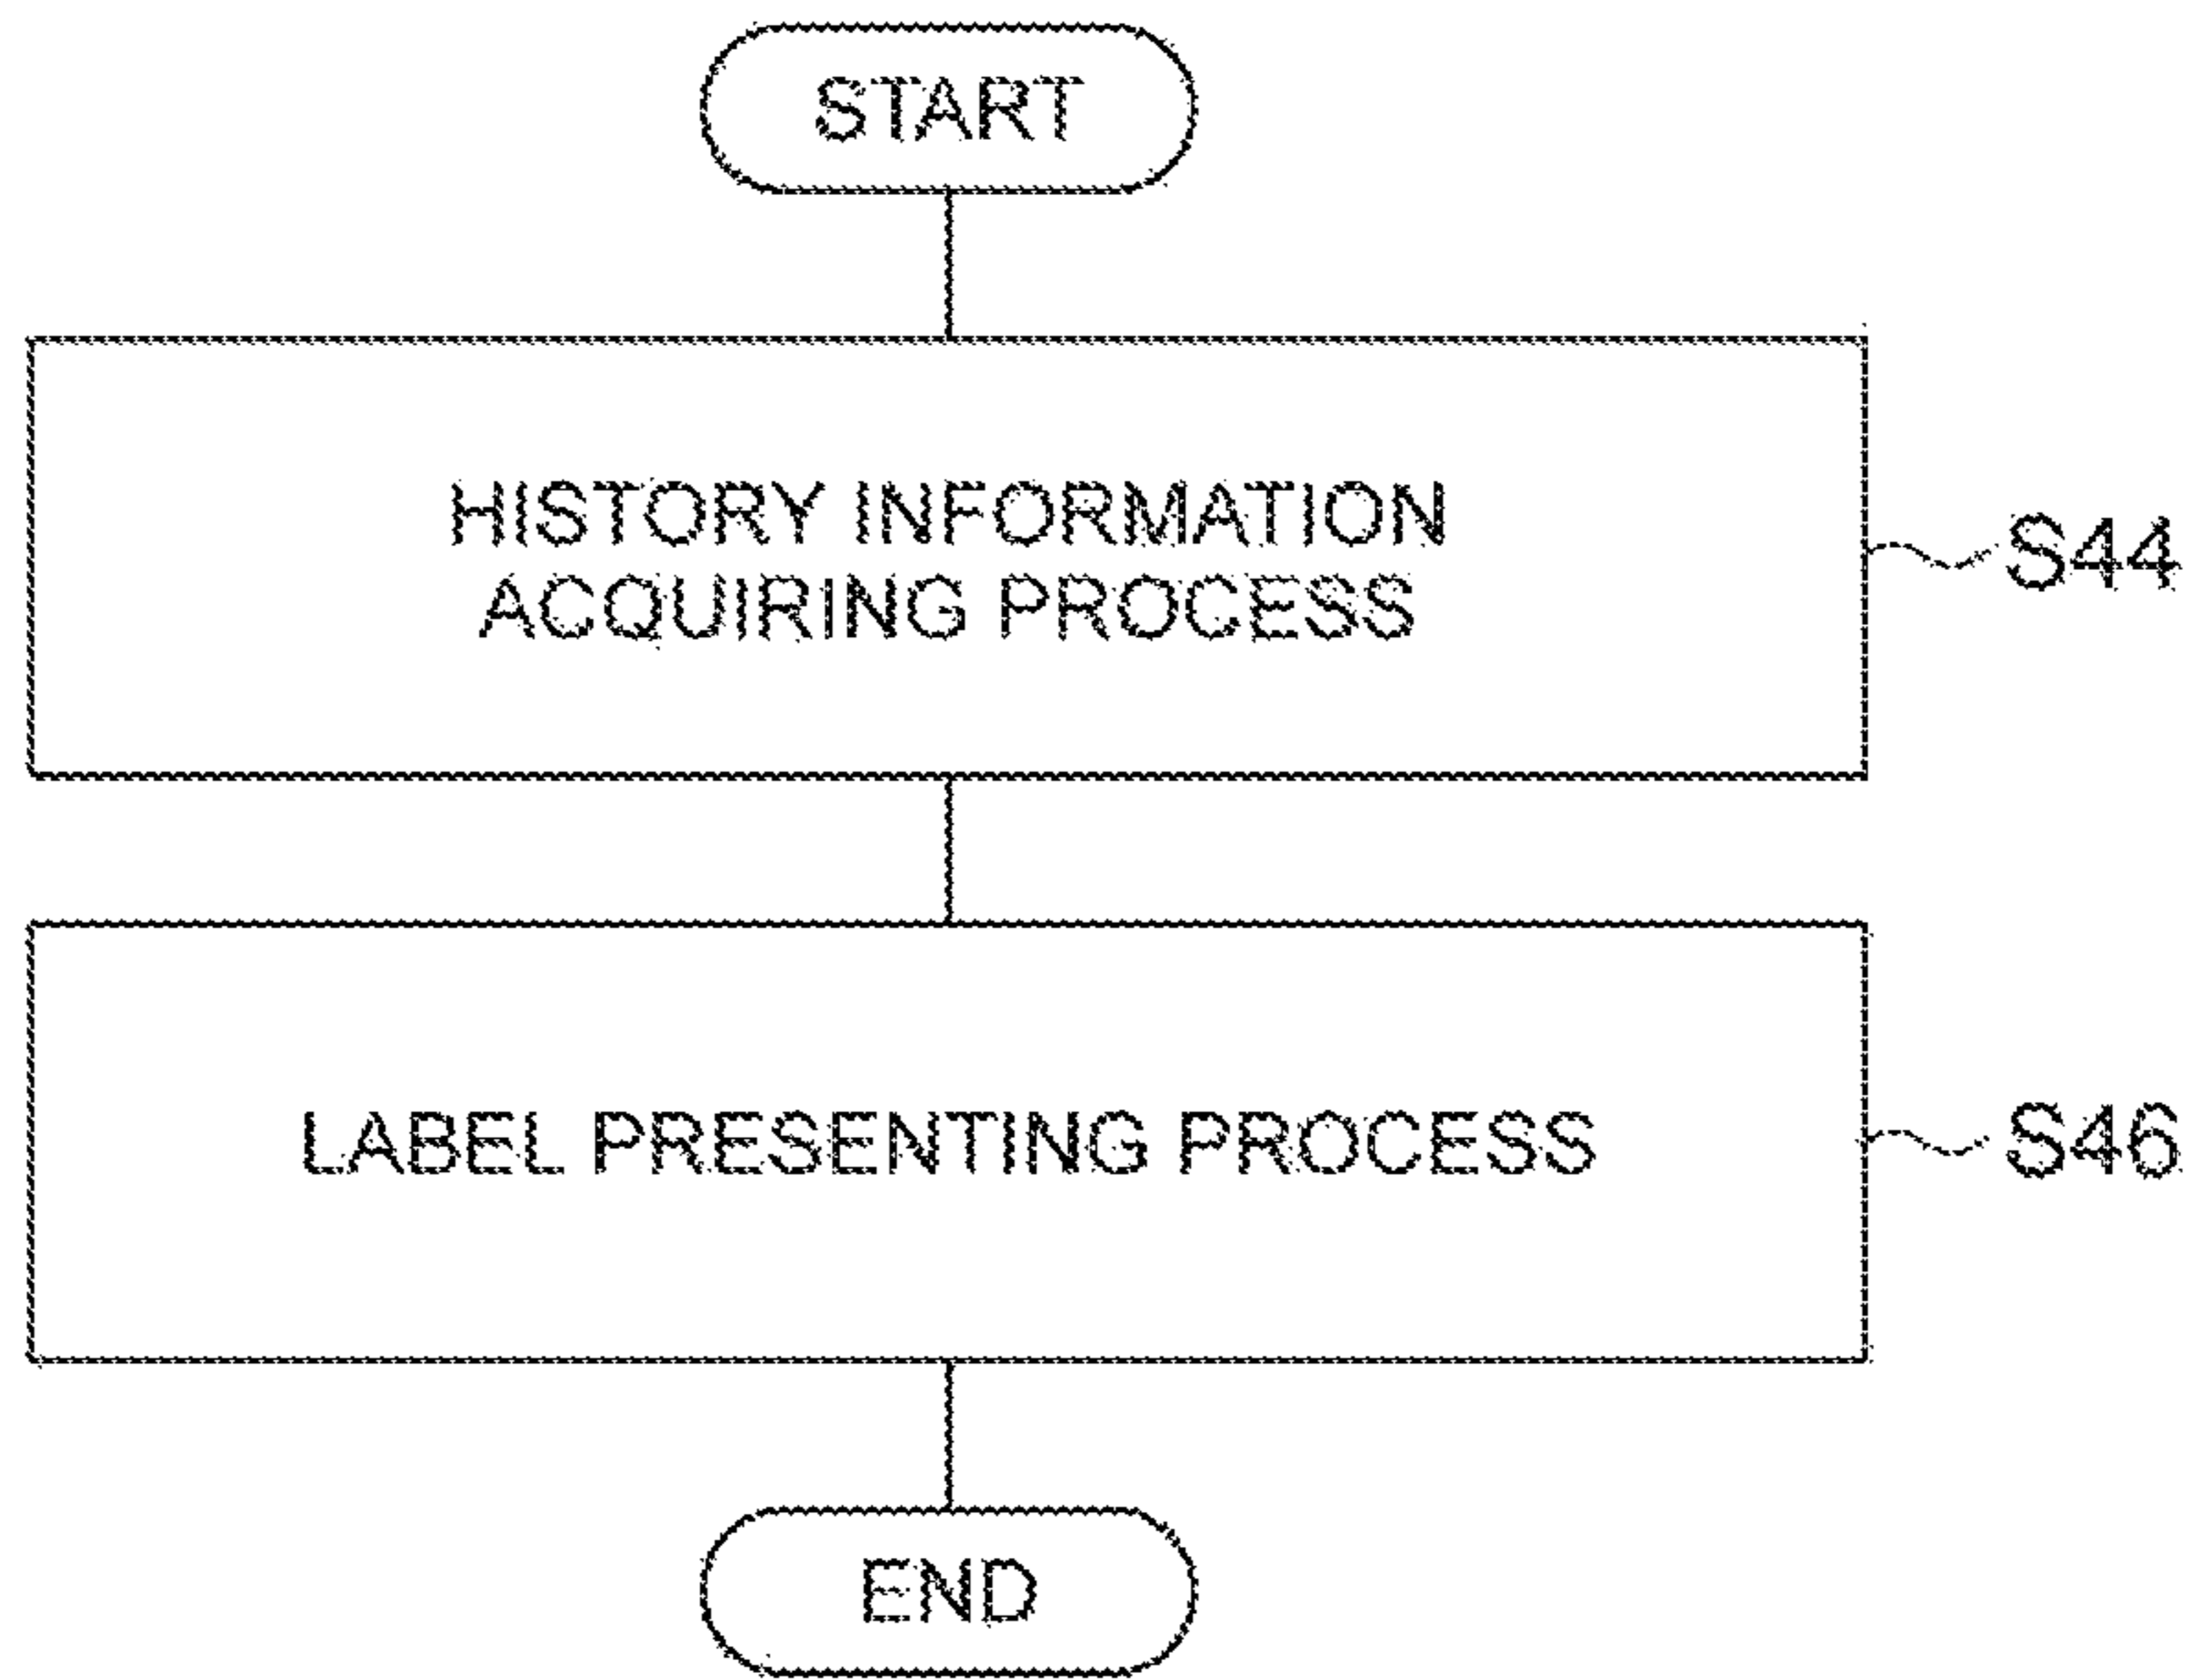 START
HISTORY INFORMATION
ACQUIRING PROCESS
S44
LABEL PRESENTING PROCESS
S46
END